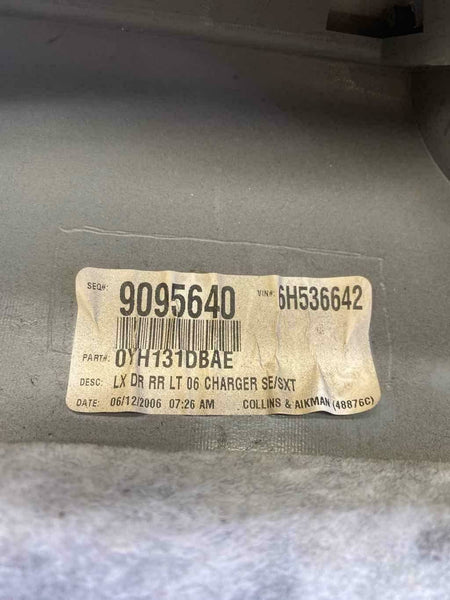 SEQ#: 9095640 VIN#: 6H536642
PART#: 0YH131DBAE
DESC: LX DR RR LT 06 CHARGER SE/SXT
DATE: 06/12/2006 07:26 AM COLLINS & AIKMAN (48876C)